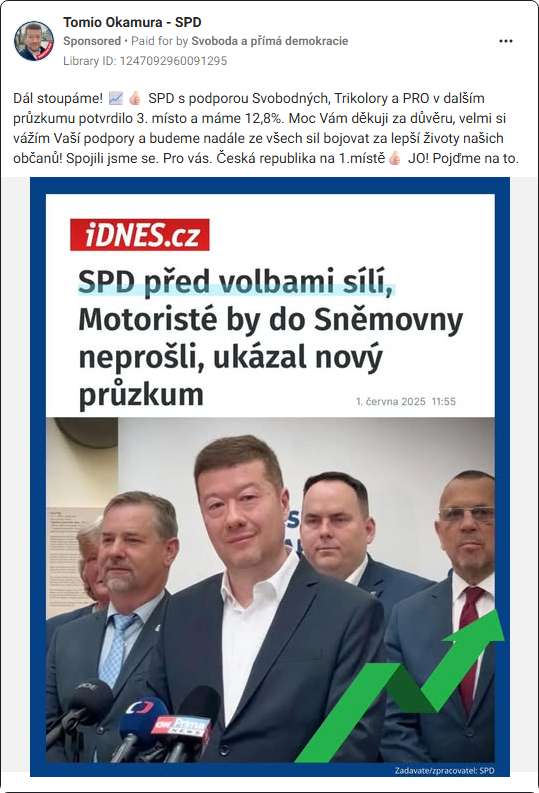 Tomio Okamura - SPD
Sponsored • Paid for by Svoboda a přímá demokracie
Library ID: 1247092960091295
Dál stoupáme! 📈 👍🏻 SPD s podporou Svobodných, Trikolory a PRO v dalším
průzkumu potvrdilo 3. místo a máme 12,8%. Moc Vám děkuji za důvěru, velmi si
vážím Vaší podpory a budeme nadále ze všech sil bojovat za lepší životy našich
občanů! Spojili jsme se. Pro vás. Česká republika na 1.místě👍🏻 JO! Pojďme na to.
iDNES.cz
SPD před volbami sílí,
Motoristé by do Sněmovny
neprošli, ukázal nový
průzkum
1. června 2025 11:55
Prima
NEWS
Zadavate/zpracovatel: SPD